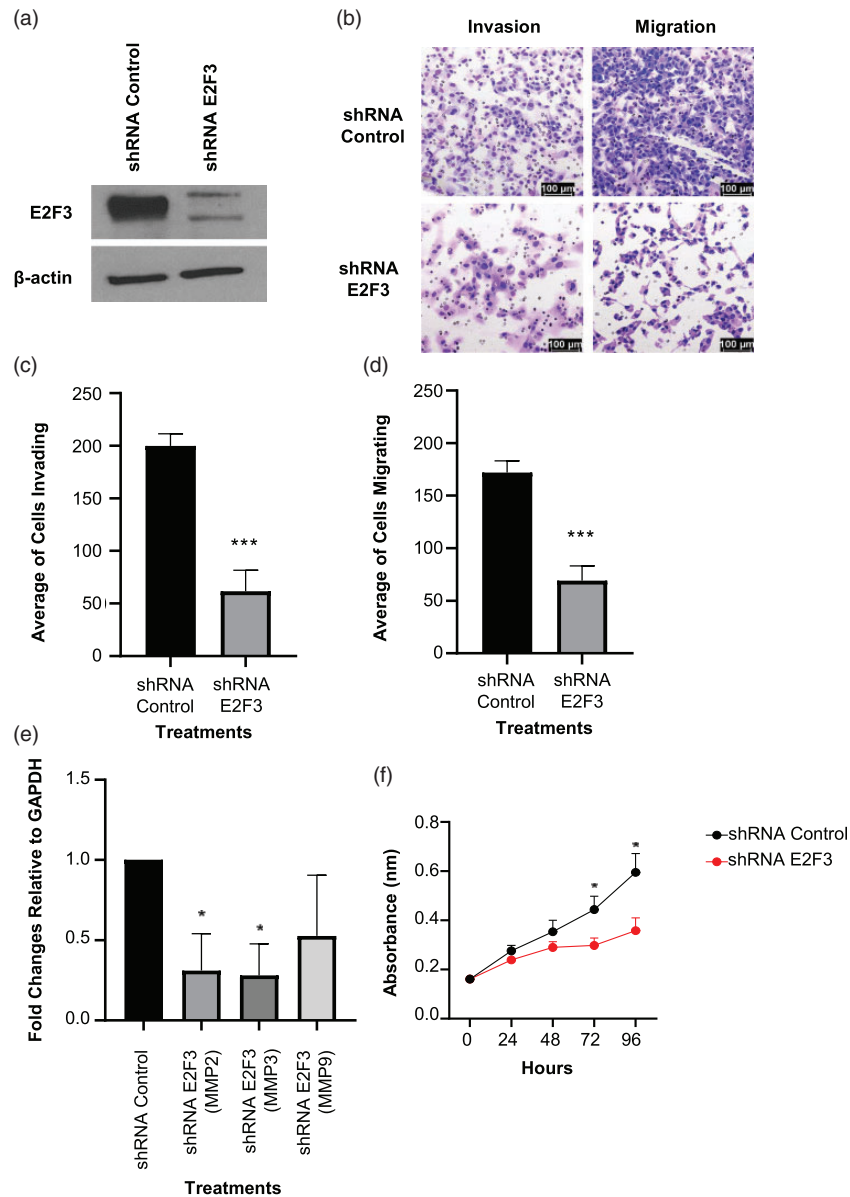 (a)
shRNA Control
shRNA E2F3
E2F3
β-actin
(b)
Invasion
Migration
shRNA
Control
100 µm
100 µm
shRNA
E2F3
100 µm
100 µm
(c)
Average of Cells Invading
250
200
150
100
50
0
***
shRNA
Control
shRNA
E2F3
Treatments
(d)
Average of Cells Migrating
250
200
150
100
50
0
***
shRNA
Control
shRNA
E2F3
Treatments
(e)
Fold Changes Relative to GAPDH
1.5
1.0
0.5
0.0
*
*
shRNA Control
shRNA E2F3
(MMP2)
shRNA E2F3
(MMP3)
shRNA E2F3
(MMP9)
Treatments
(f)
Absorbance (nm)
0.8
0.6
0.4
0.2
0.0
*
*
0 24 48 72 96
Hours
shRNA Control
shRNA E2F3